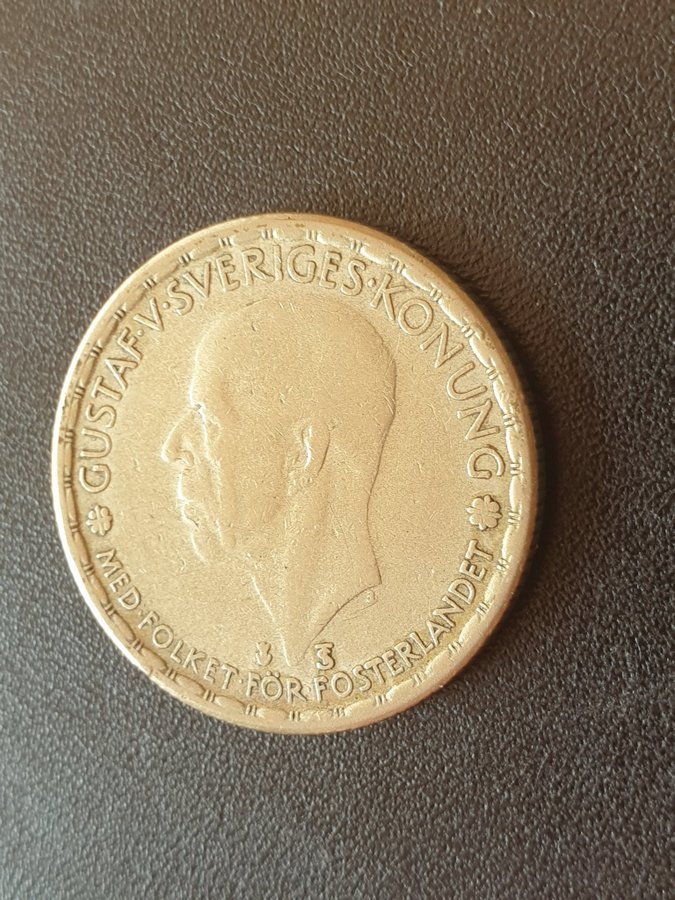 GUSTAF·V·SVERIGES·KONUNG
MED·FOLKET·FÖR·FOSTERLANDET